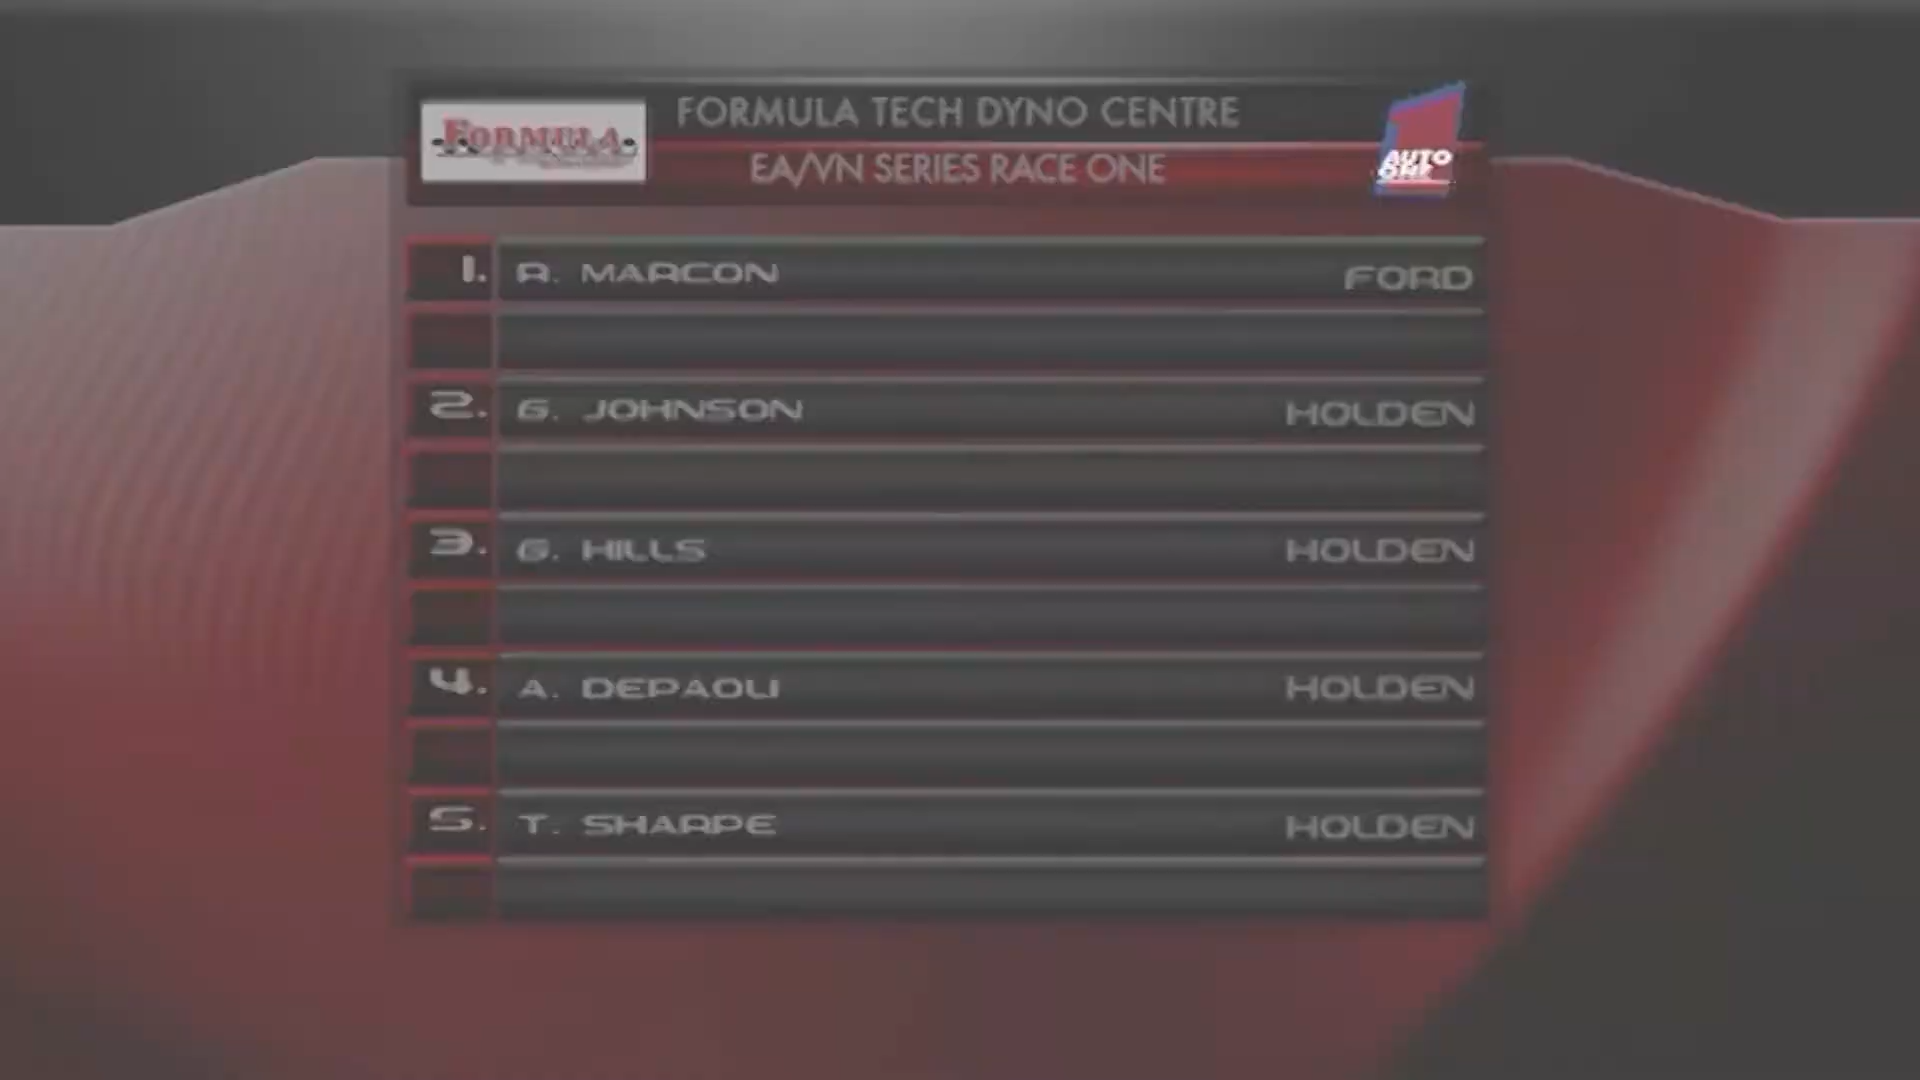 FORMULA
FORMULA TECH DYNO CENTRE
EA/VN SERIES RACE ONE
AUTO
ONE
1. R. MARCON FORD
2. G. JOHNSON HOLDEN
3. G. HILLS HOLDEN
4. A. DEPAOLI HOLDEN
5. T. SHARPE HOLDEN